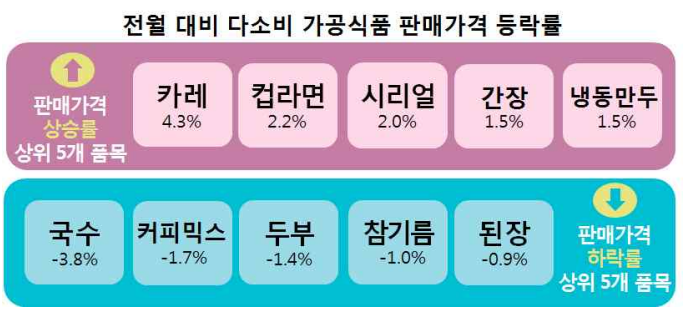 전월 대비 다소비 가공식품 판매가격 등락률
판매가격
상승률
상위 5개 품목
카레
4.3%
컵라면
2.2%
시리얼
2.0%
간장
1.5%
냉동만두
1.5%
국수
-3.8%
커피믹스
-1.7%
두부
-1.4%
참기름
-1.0%
된장
-0.9%
판매가격
하락률
상위 5개 품목